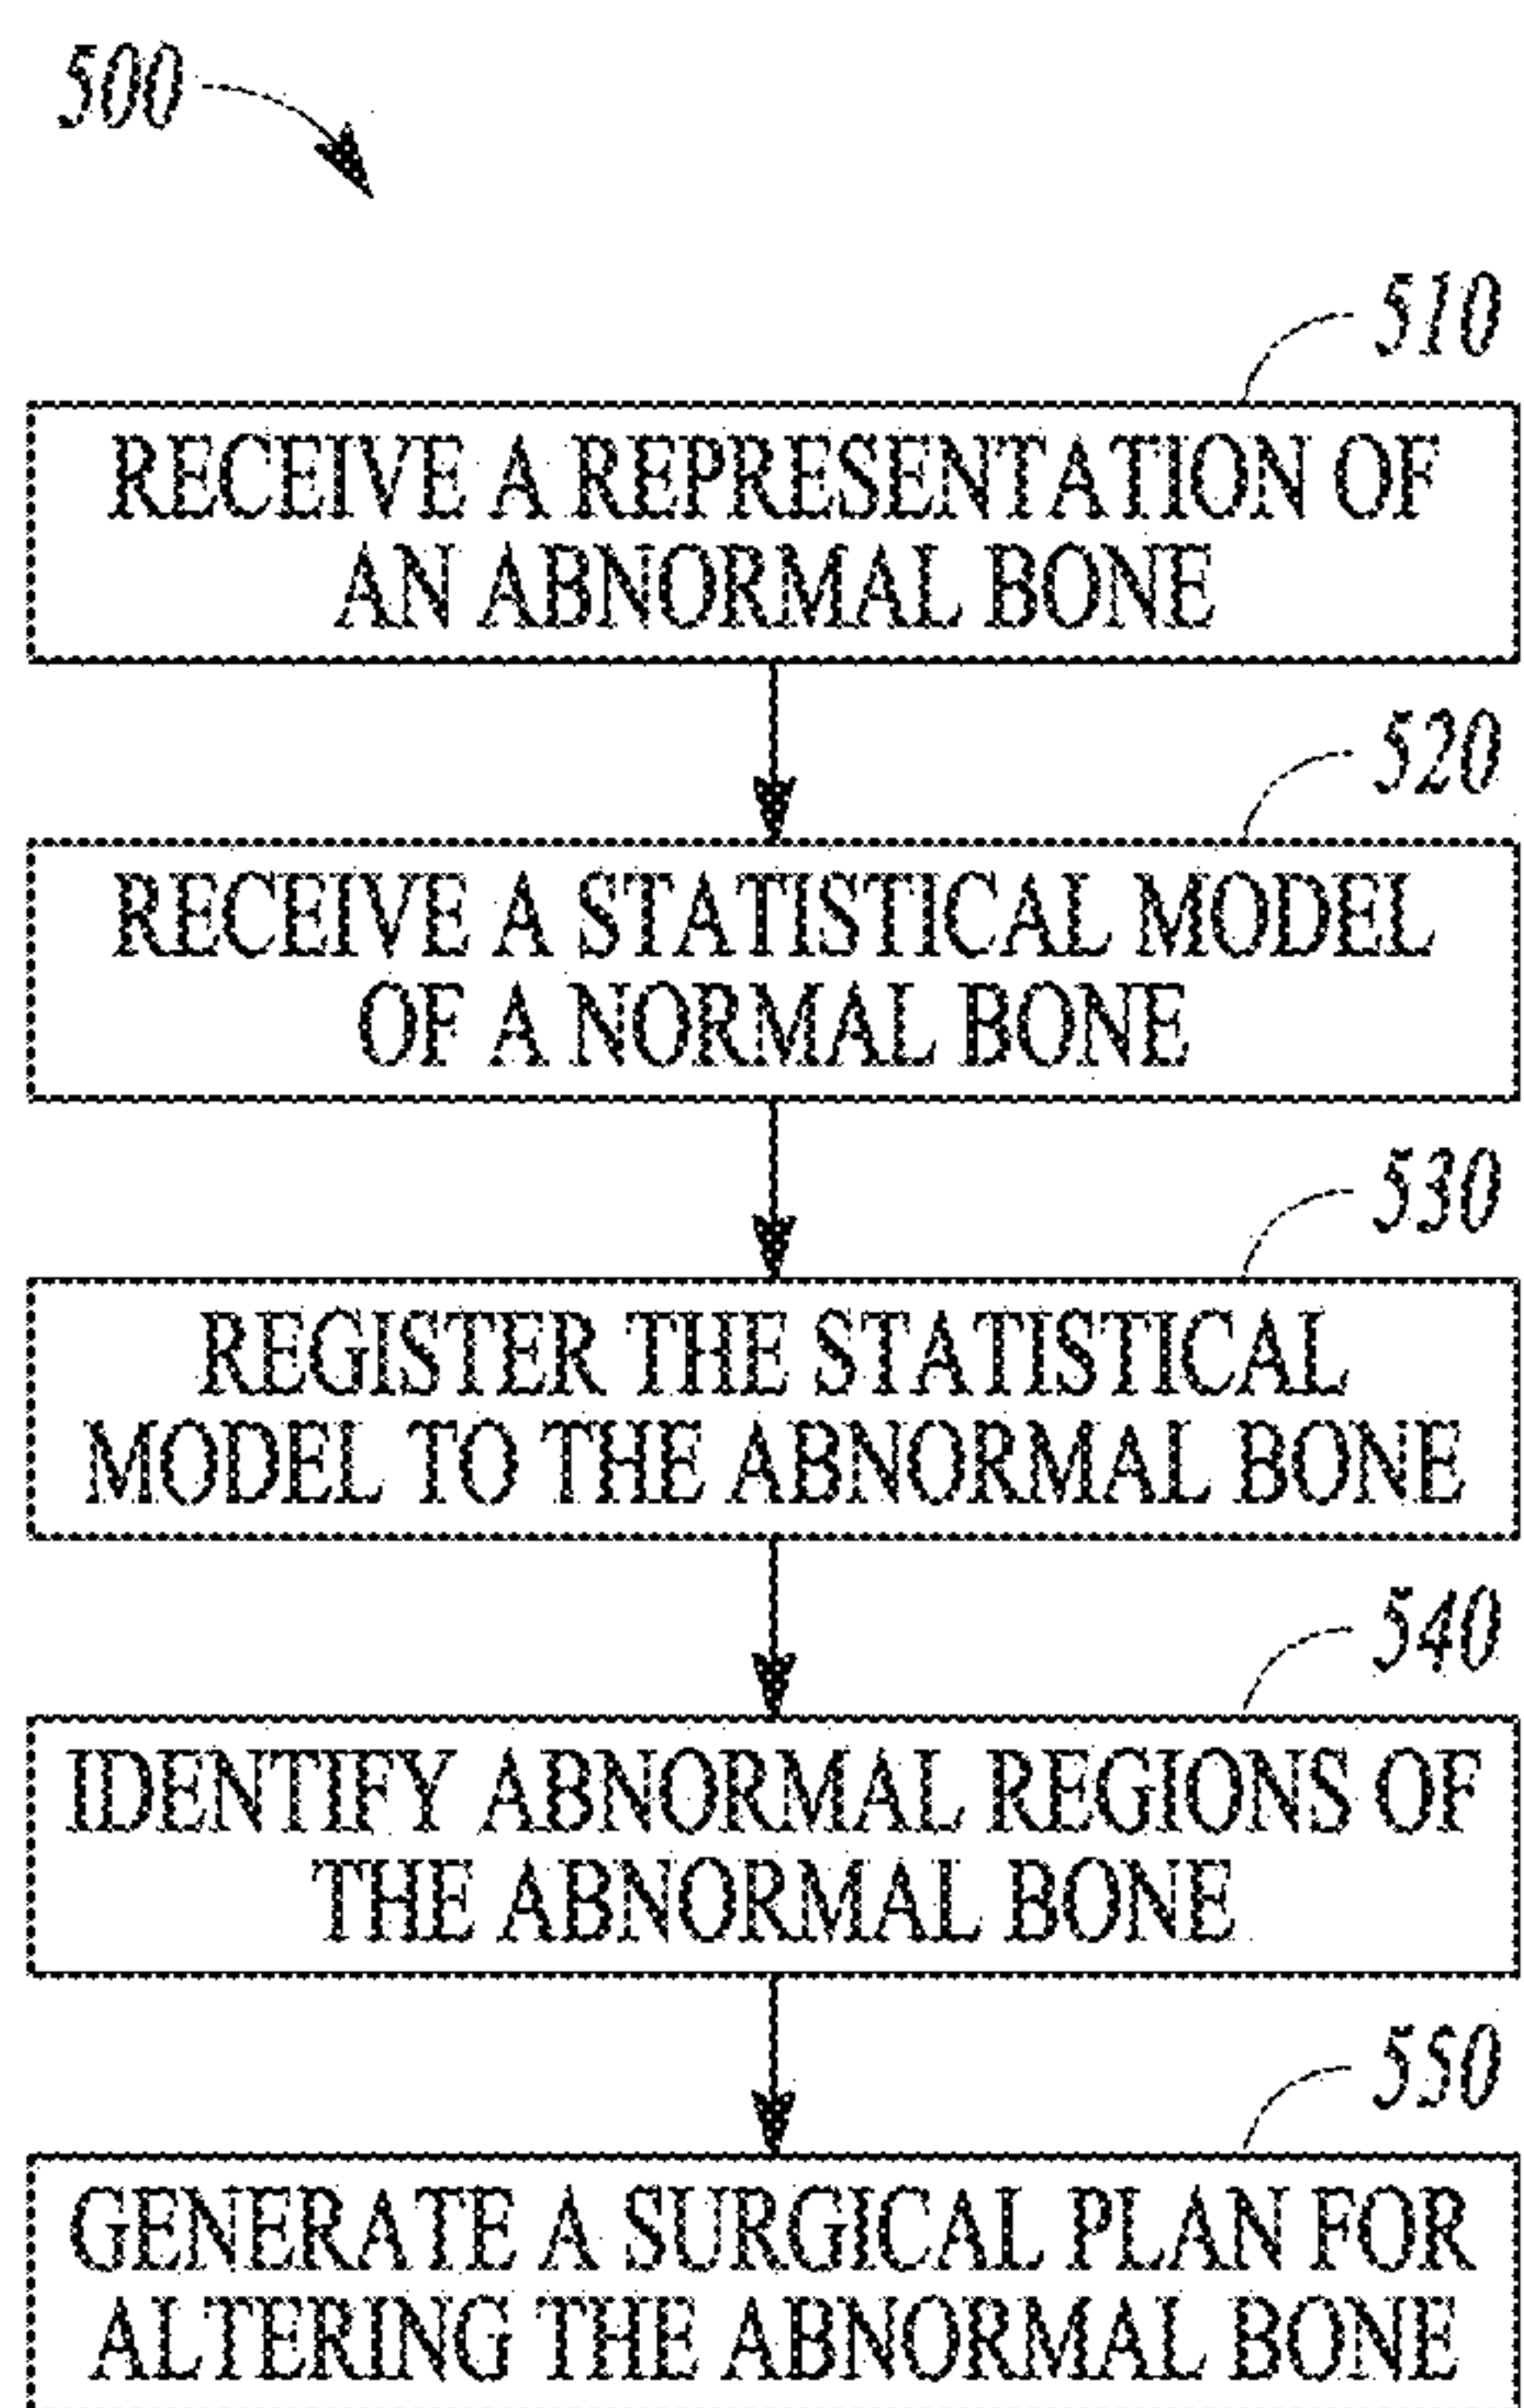 500
510
RECEIVE A REPRESENTATION OF
AN ABNORMAL BONE
520
RECEIVE A STATISTICAL MODEL
OF A NORMAL BONE
530
REGISTER THE STATISTICAL
MODEL TO THE ABNORMAL BONE
540
IDENTIFY ABNORMAL REGIONS OF
THE ABNORMAL BONE
550
GENERATE A SURGICAL PLAN FOR
ALTERING THE ABNORMAL BONE